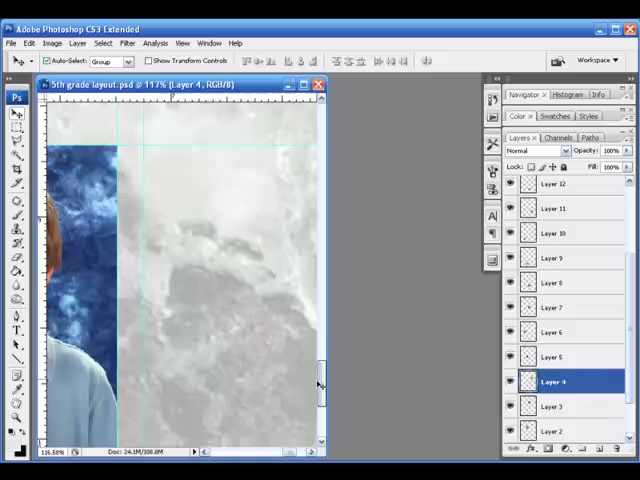 Adobe Photoshop CS3 Extended
File Edit Image Layer Select Filter Analysis View Window Help
Auto-Select: Group Show Transform Controls Workspace
5th grade layout.psd @ 117% (Layer 4, RGB/8)
Ps
Navigator Histogram Info
Color Swatches Styles
Layers Channels Paths
Normal Opacity: 100%
Lock: Fill: 100%
Layer 12
Layer 11
Layer 10
Layer 9
Layer 8
Layer 7
Layer 6
Layer 5
Layer 4
Layer 3
Layer 2
116.58% Doc: 24.1M/108.8M